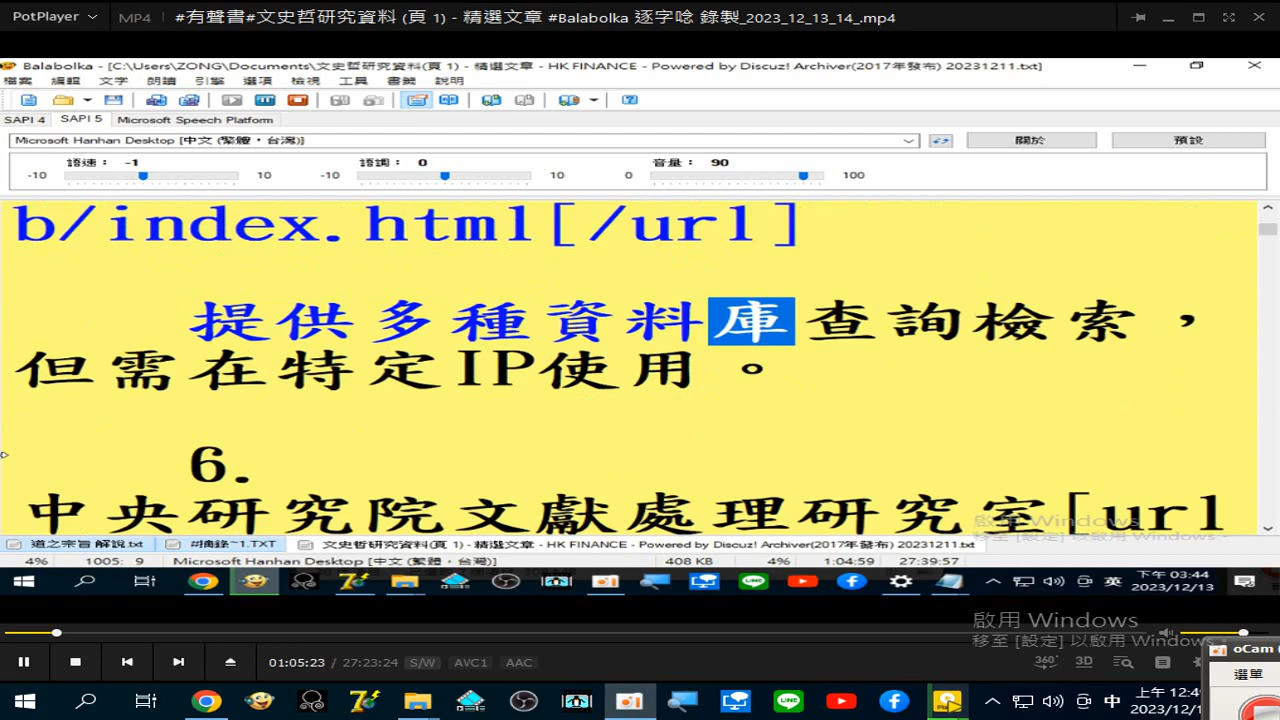 PotPlayer MP4 #有聲書#文史哲研究資料 (頁 1) - 精選文章 #Balabolka 逐字唸 錄製_2023_12_13_14_.mp4
Balabolka - [C:\Users\ZONG\Documents\文史哲研究資料(頁 1) - 精選文章 - HK FINANCE - Powered by Discuz! Archiver(2017年發布) 20231211.txt]
檔案 編輯 文字 朗讀 引擎 選項 檢視 工具 書籤 說明
SAPI 4 SAPI 5 Microsoft Speech Platform
Microsoft Hanhan Desktop [中文 (繁體，台灣)] 關於 預設
語速： -1 語調： 0 音量： 90
-10 10 -10 10 0 100
b/index.html[/url]
提供多種資料庫查詢檢索，
但需在特定IP使用。
6.
中央研究院文獻處理研究室[url
啟用 Windows
移至 [設定] 以啟用 Windows。
道之宗旨 解說.txt #摘錄~1.TXT 文史哲研究資料(頁 1) - 精選文章 - HK FINANCE - Powered by Discuz! Archiver(2017年發布) 20231211.txt
4% 1005: 9 Microsoft Hanhan Desktop [中文 (繁體，台灣)] 408 KB 4% 1:04:59 27:39:57
英 下午 03:44
2023/12/13
啟用 Windows
移至 [設定] 以啟用 Windows。
01:05:23 / 27:23:24 S/W AVC1 AAC 360° 3D
oCam (
選單
中 上午 12:4
2023/12/1